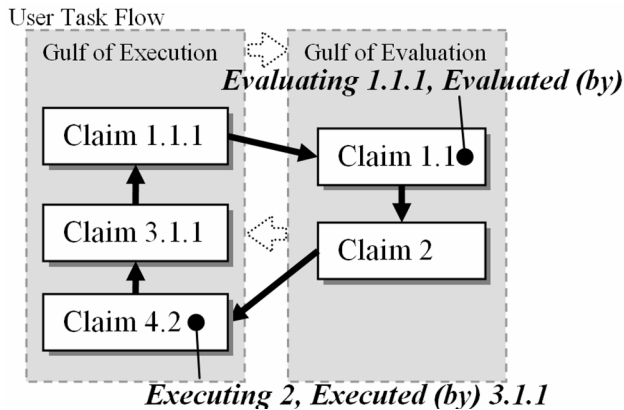 User Task Flow
Gulf of Execution
Gulf of Evaluation
Evaluating 1.1.1, Evaluated (by)
Claim 1.1.1
Claim 1.1
Claim 3.1.1
Claim 2
Claim 4.2
Executing 2, Executed (by) 3.1.1